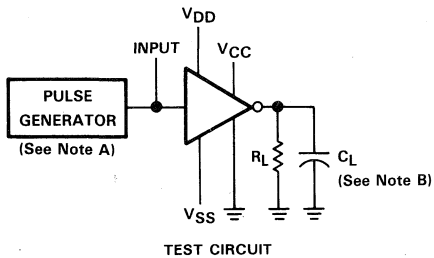 VDD
INPUT
VCC
PULSE
GENERATOR
(See Note A)
RL
CL
(See Note B)
VSS
TEST CIRCUIT